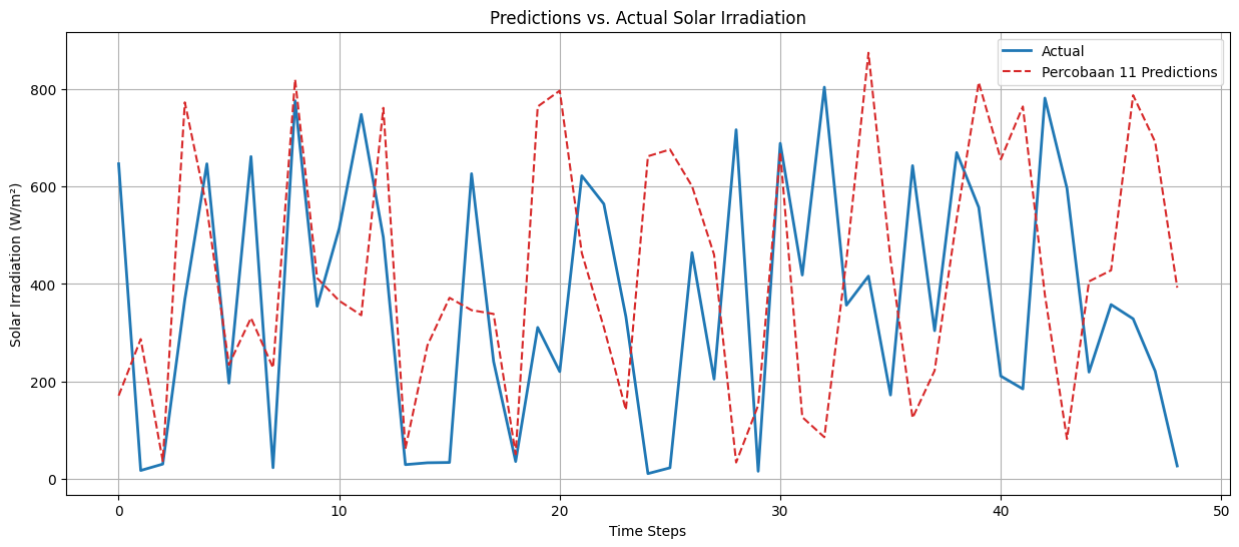 Predictions vs. Actual Solar Irradiation
Actual
Percobaan 11 Predictions
Solar Irradiation (W/m²)
800
600
400
200
0
0 10 20 30 40 50
Time Steps